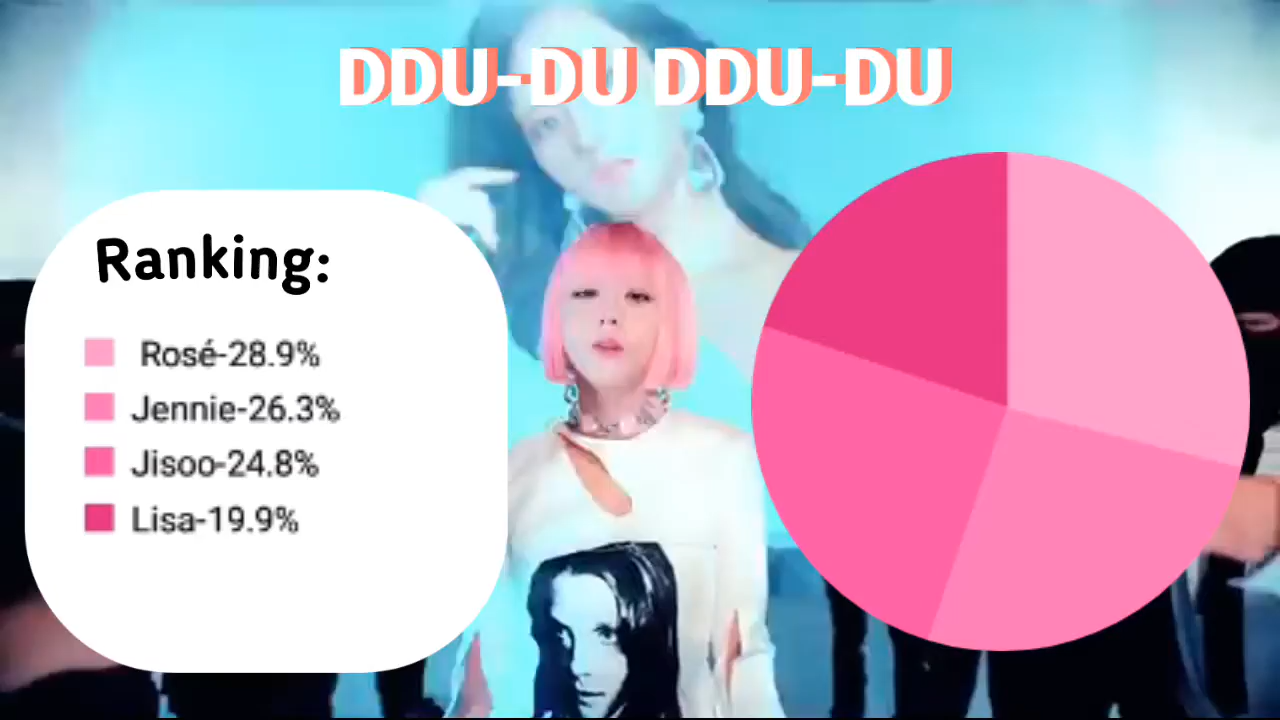 DDU-DU DDU-DU
Ranking:
Rosé-28.9%
Jennie-26.3%
Jisoo-24.8%
Lisa-19.9%